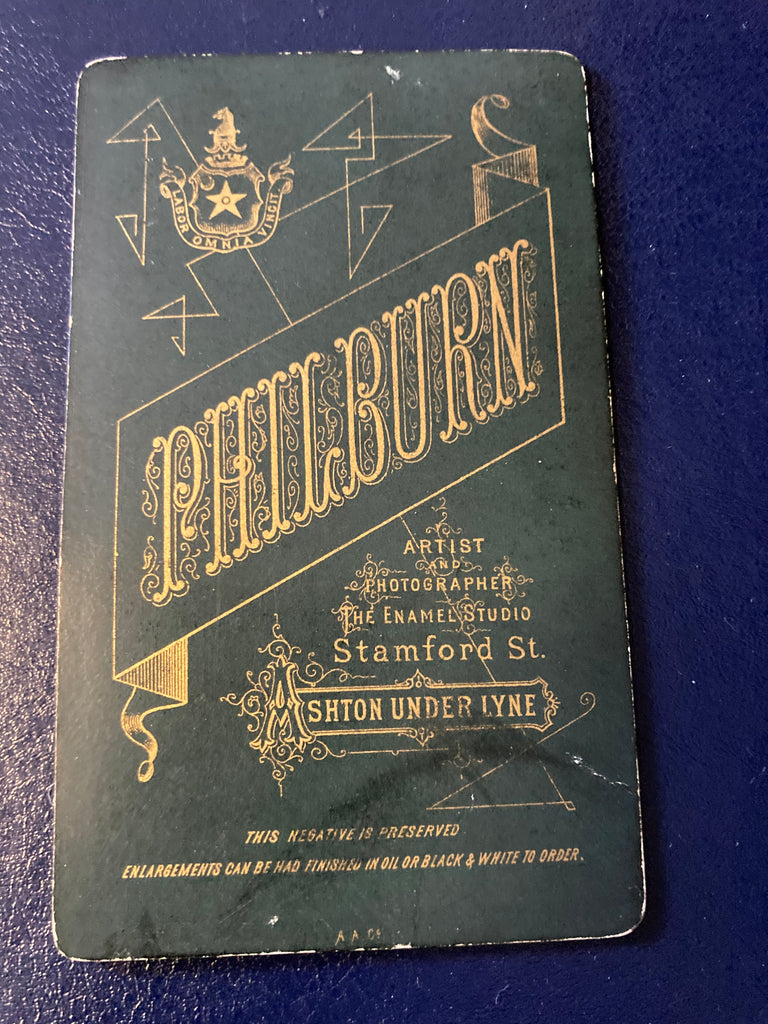 LABOR OMNIA VINCIT
PHILBURN
ARTIST
AND
PHOTOGRAPHER
THE ENAMEL STUDIO
Stamford St.
ASHTON UNDER LYNE
THIS NEGATIVE IS PRESERVED
ENLARGEMENTS CAN BE HAD FINISHED IN OIL OR BLACK & WHITE TO ORDER.
A A Co